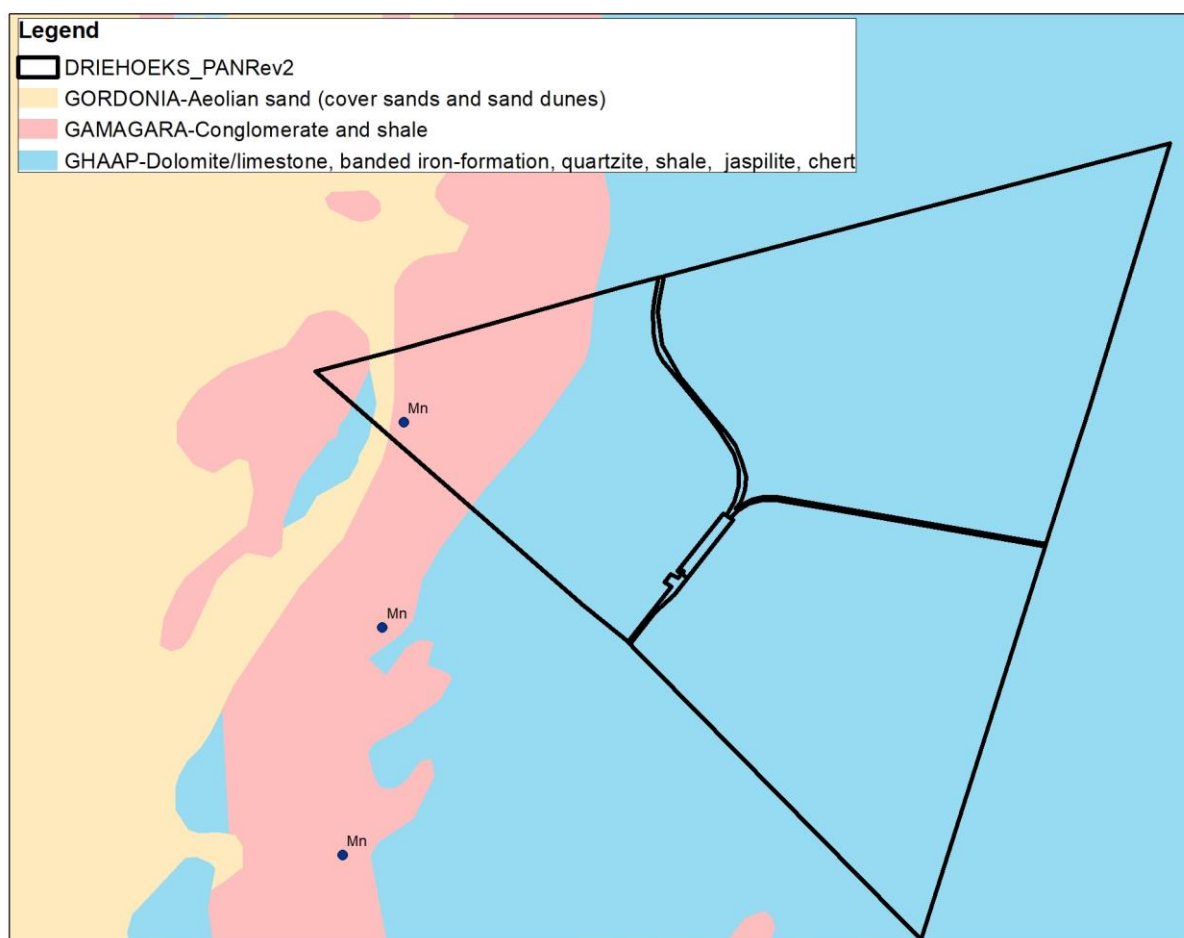 Legend
DRIEHOEKS_PANRev2
GORDONIA-Aeolian sand (cover sands and sand dunes)
GAMAGARA-Conglomerate and shale
GHAAP-Dolomite/limestone, banded iron-formation, quartzite, shale, jaspilite, chert
Mn
Mn
Mn